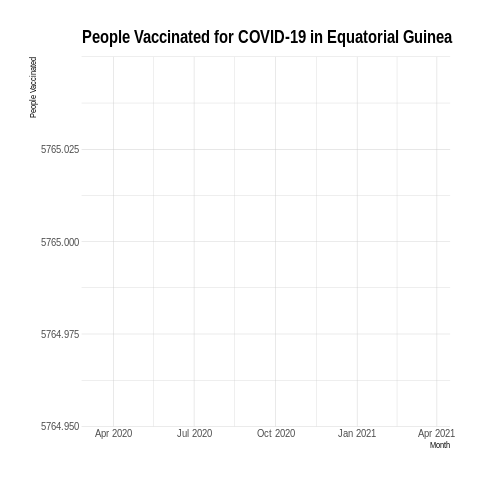 People Vaccinated for COVID-19 in Equatorial Guinea
People Vaccinated
5765.025
5765.000
5764.975
5764.950
Apr 2020 Jul 2020 Oct 2020 Jan 2021 Apr 2021
Month